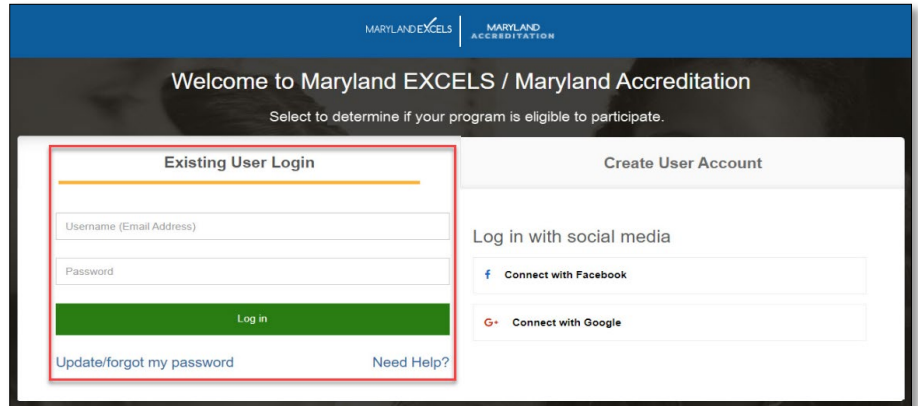 MARYLAND EXCELS
MARYLAND
ACCREDITATION
Welcome to Maryland EXCELS / Maryland Accreditation
Select to determine if your program is eligible to participate.
Existing User Login
Create User Account
Username (Email Address)
Password
Log in
Update/forgot my password
Need Help?
Log in with social media
f Connect with Facebook
G+ Connect with Google